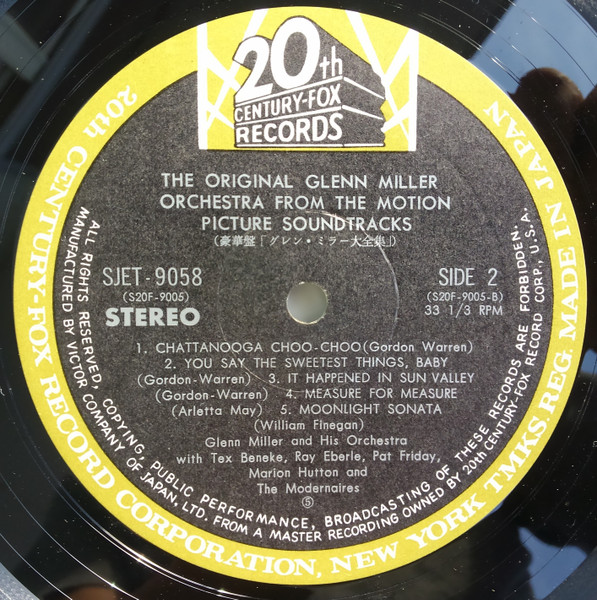 20th
CENTURY-FOX
RECORDS
THE ORIGINAL GLENN MILLER
ORCHESTRA FROM THE MOTION
PICTURE SOUNDTRACKS
(豪華盤「グレン・ミラー大全集」)
SJET-9058
(S20F-9005)
STEREO
SIDE 2
(S20F-9005-B)
33 1/3 RPM
1. CHATTANOOGA CHOO-CHOO (Gordon Warren)
2. YOU SAY THE SWEETEST THINGS, BABY
(Gordon-Warren) 3. IT HAPPENED IN SUN VALLEY
(Gordon-Warren) 4. MEASURE FOR MEASURE
(Arletta May) 5. MOONLIGHT SONATA
(William Finegan)
Glenn Miller and His Orchestra
with Tex Beneke, Ray Eberle, Pat Friday,
Marion Hutton and
The Modernaires
⑤
ALL RIGHTS RESERVED, COPYING, PUBLIC PERFORMANCE, BROADCASTING OF THESE RECORDS ARE FORBIDDEN.
MANUFACTURED BY VICTOR COMPANY OF JAPAN, LTD. FROM A MASTER RECORDING OWNED BY 20th CENTURY-FOX RECORD CORP., U.S.A.
20th CENTURY-FOX RECORD CORPORATION, NEW YORK TMKS. REG. MADE IN JAPAN